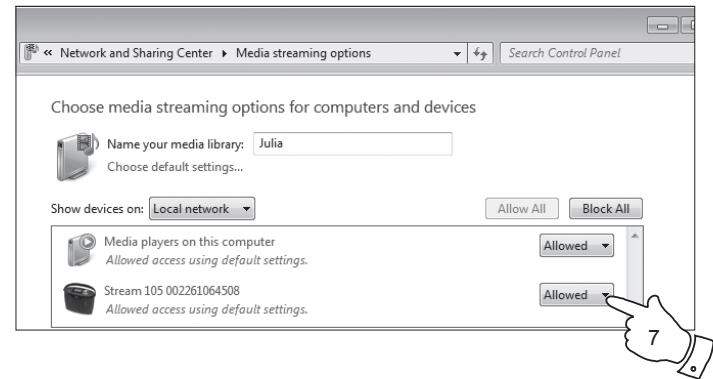 « Network and Sharing Center ▸ Media streaming options Search Control Panel
Choose media streaming options for computers and devices
Name your media library: Julia
Choose default settings...
Show devices on: Local network Allow All Block All
Media players on this computer Allowed
Allowed access using default settings.
Stream 105 002261064508 Allowed
Allowed access using default settings.
7